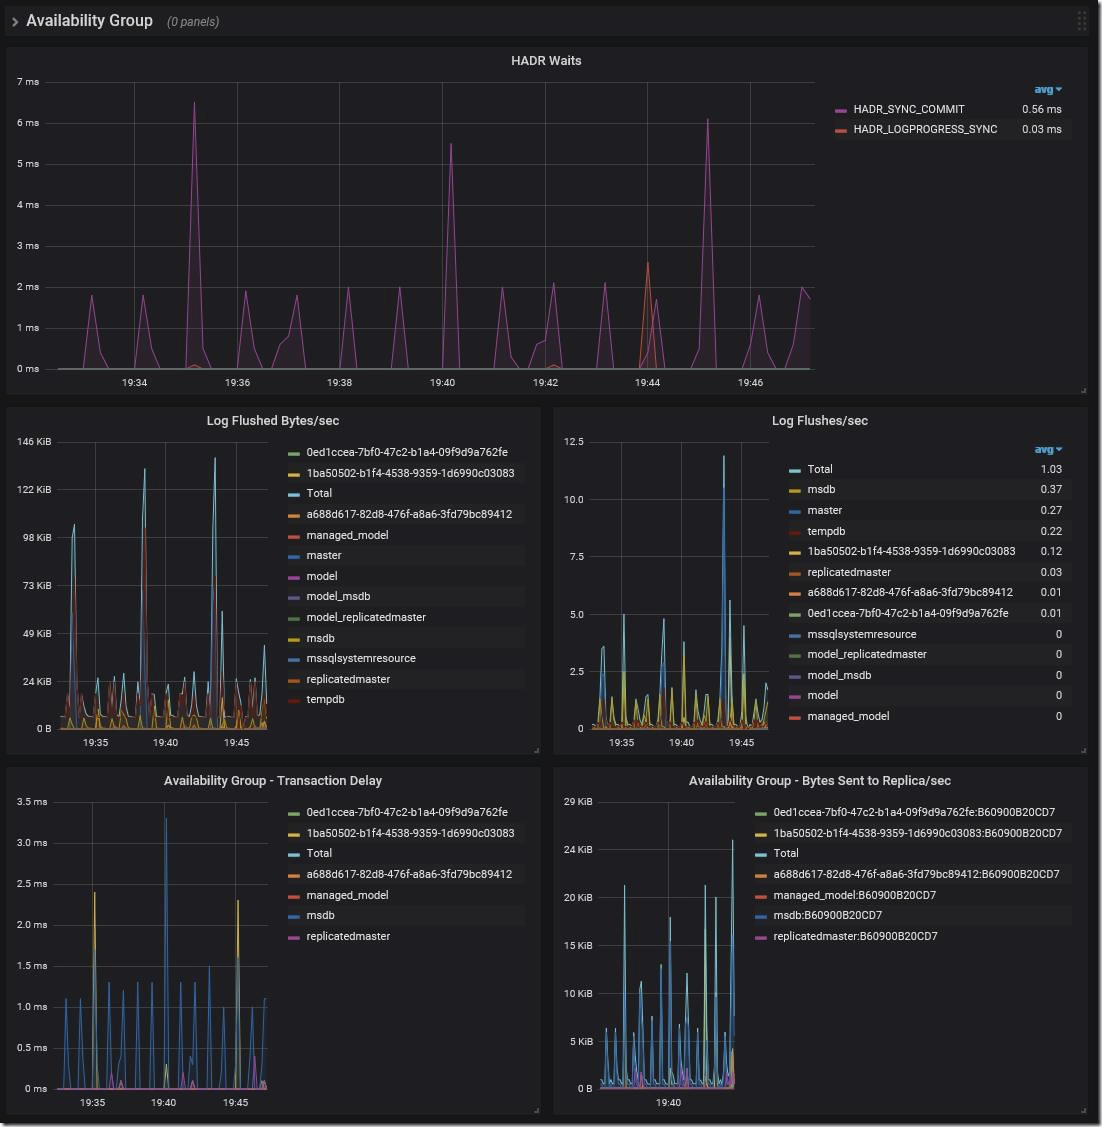 Availability Group (0 panels)
HADR Waits
7 ms
6 ms
5 ms
4 ms
3 ms
2 ms
1 ms
0 ms
19:34 19:36 19:38 19:40 19:42 19:44 19:46
avg
HADR_SYNC_COMMIT 0.56 ms
HADR_LOGPROGRESS_SYNC 0.03 ms
Log Flushed Bytes/sec
146 KiB
122 KiB
98 KiB
73 KiB
49 KiB
24 KiB
0 B
19:35 19:40 19:45
0ed1ccea-7bf0-47c2-b1a4-09f9d9a762fe
1ba50502-b1f4-4538-9359-1d6990c03083
Total
a688d617-82d8-476f-a8a6-3fd79bc89412
managed_model
master
model
model_msdb
model_replicatedmaster
msdb
mssqlsystemresource
replicatedmaster
tempdb
Log Flushes/sec
12.5
10.0
7.5
5.0
2.5
0
19:35 19:40 19:45
avg
Total 1.03
msdb 0.37
master 0.27
tempdb 0.22
1ba50502-b1f4-4538-9359-1d6990c03083 0.12
replicatedmaster 0.03
a688d617-82d8-476f-a8a6-3fd79bc89412 0.01
0ed1ccea-7bf0-47c2-b1a4-09f9d9a762fe 0.01
mssqlsystemresource 0
model_replicatedmaster 0
model_msdb 0
model 0
managed_model 0
Availability Group - Transaction Delay
3.5 ms
3.0 ms
2.5 ms
2.0 ms
1.5 ms
1.0 ms
0.5 ms
0 ms
19:35 19:40 19:45
0ed1ccea-7bf0-47c2-b1a4-09f9d9a762fe
1ba50502-b1f4-4538-9359-1d6990c03083
Total
a688d617-82d8-476f-a8a6-3fd79bc89412
managed_model
msdb
replicatedmaster
Availability Group - Bytes Sent to Replica/sec
29 KiB
24 KiB
20 KiB
15 KiB
10 KiB
5 KiB
0 B
19:40
0ed1ccea-7bf0-47c2-b1a4-09f9d9a762fe:B60900B20CD7
1ba50502-b1f4-4538-9359-1d6990c03083:B60900B20CD7
Total
a688d617-82d8-476f-a8a6-3fd79bc89412:B60900B20CD7
managed_model:B60900B20CD7
msdb:B60900B20CD7
replicatedmaster:B60900B20CD7